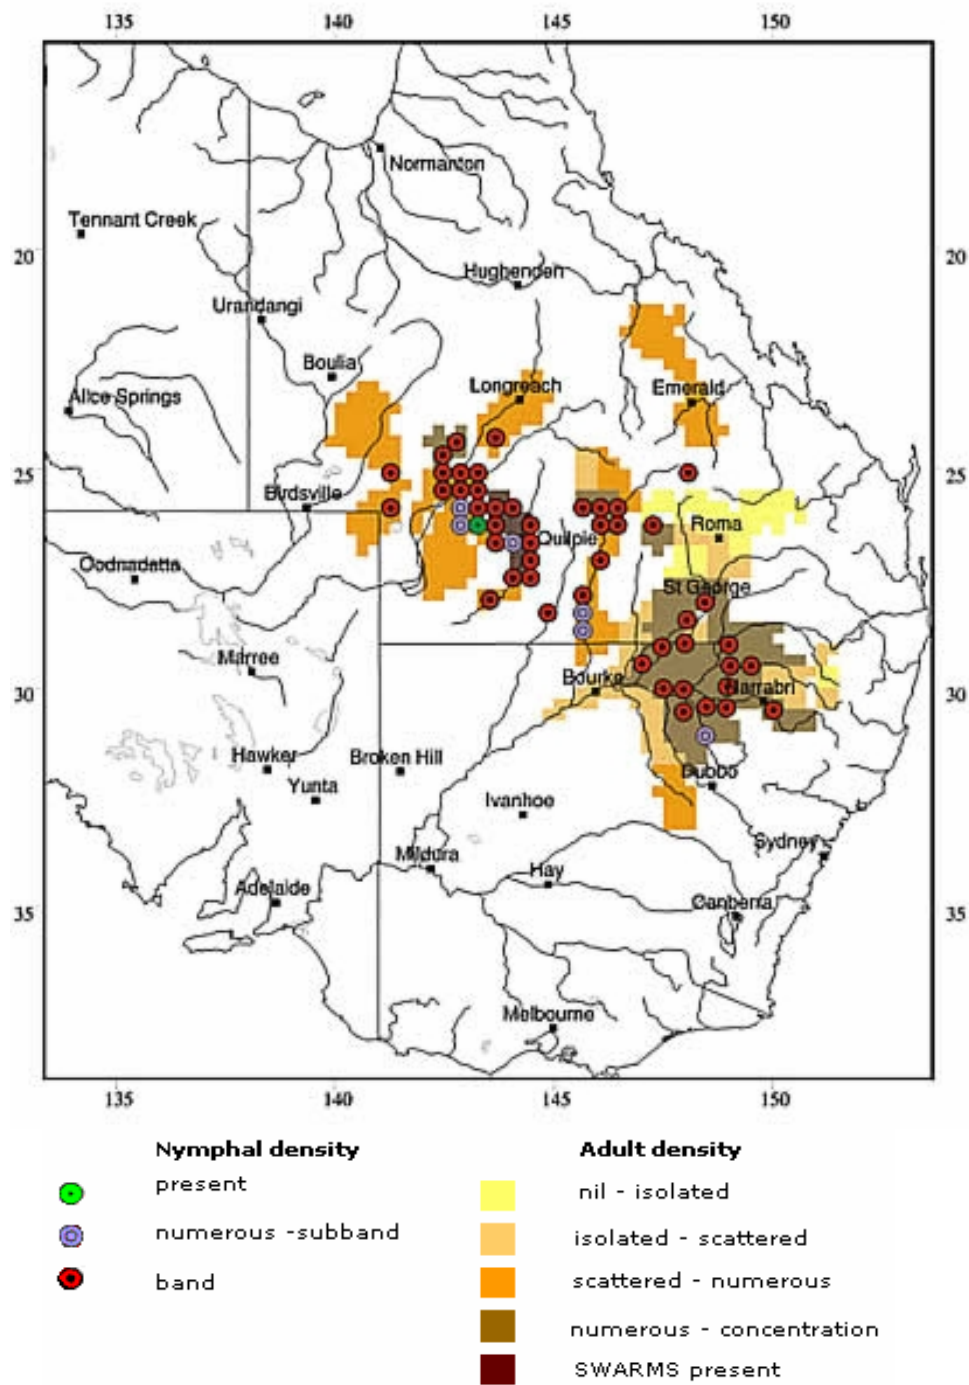 135 140 145 150
Normanton
Tennant Creek
20 20
Hughenden
Urandangi
Boulia
Longreach
Emerald
Alice Springs
25 25
Birdsville
Roma
Quilpie
Oodnadatta
St George
Marree
Bourke
Narrabri
30 30
Hawker
Broken Hill
Dubbo
Yunta
Ivanhoe
Sydney
Mildura
Hay
Adelaide
Canberra
35 35
Melbourne
135 140 145 150
Nymphal density Adult density
present nil - isolated
numerous -subband isolated - scattered
band scattered - numerous
numerous - concentration
SWARMS present